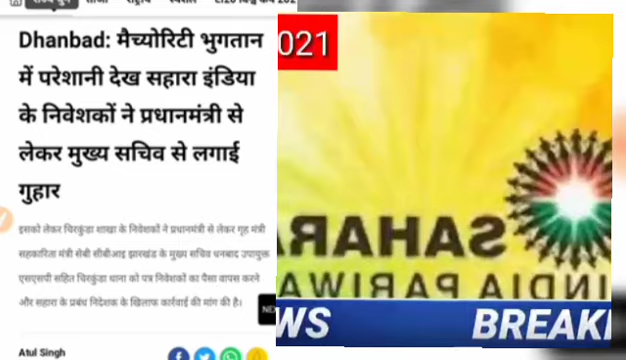 Dhanbad: मैच्योरिटी भुगतान
में परेशानी देख सहारा इंडिया
के निवेशकों ने प्रधानमंत्री से
लेकर मुख्य सचिव से लगाई
गुहार
इसको लेकर चिरकुंडा शाखा के निवेशकों ने प्रधानमंत्री से लेकर गृह मंत्री
सहकारिता मंत्री सेबी सीबीआइ झारखंड के मुख्य सचिव धनबाद उपायुक्त
एसएसपी सहित चिरकुंडा थाना को पत्र निवेशकों का पैसा वापस करने
और सहारा के प्रबंध निदेशक के खिलाफ कार्रवाई की मांग की है।
Atul Singh
021
SAHARA
INDIA PARIWA
WS BREAKI